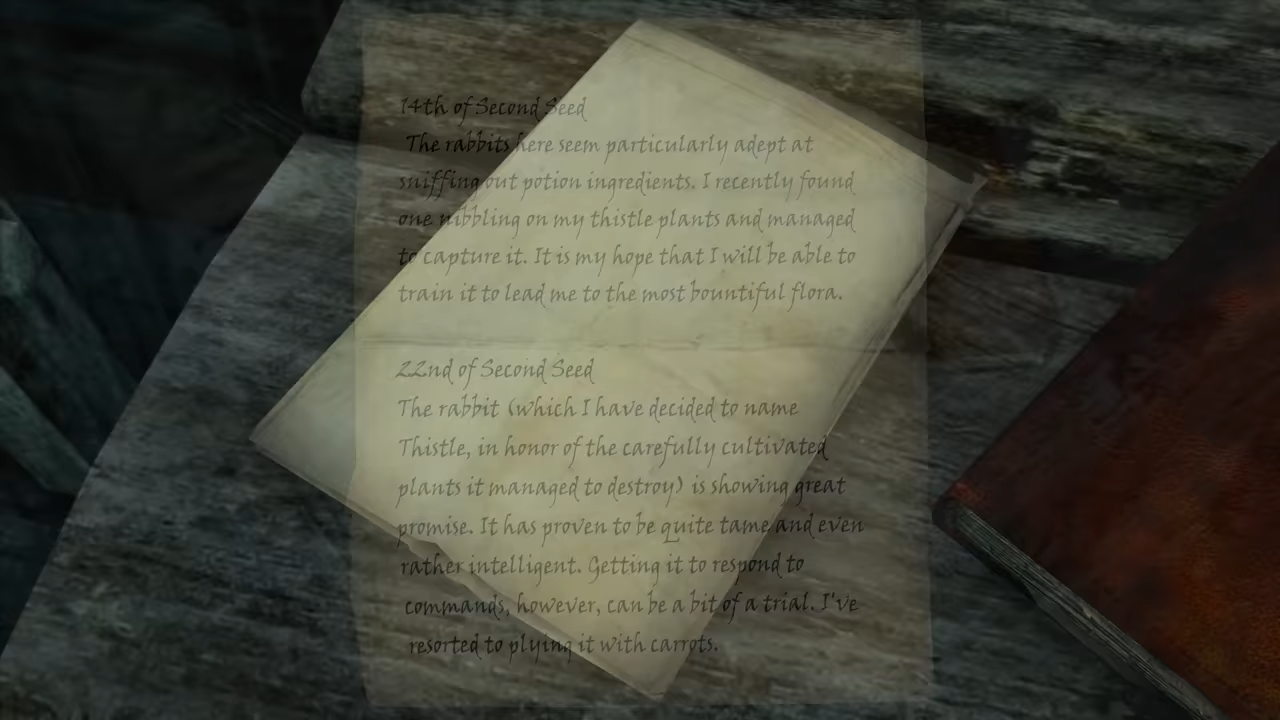 14th of Second Seed
The rabbits here seem particularly adept at
sniffing out potion ingredients. I recently found
one nibbling on my thistle plants and managed
to capture it. It is my hope that I will be able to
train it to lead me to the most bountiful flora.
22nd of Second Seed
The rabbit (which I have decided to name
Thistle, in honor of the carefully cultivated
plants it managed to destroy) is showing great
promise. It has proven to be quite tame and even
rather intelligent. Getting it to respond to
commands, however, can be a bit of a trial. I've
resorted to plying it with carrots.